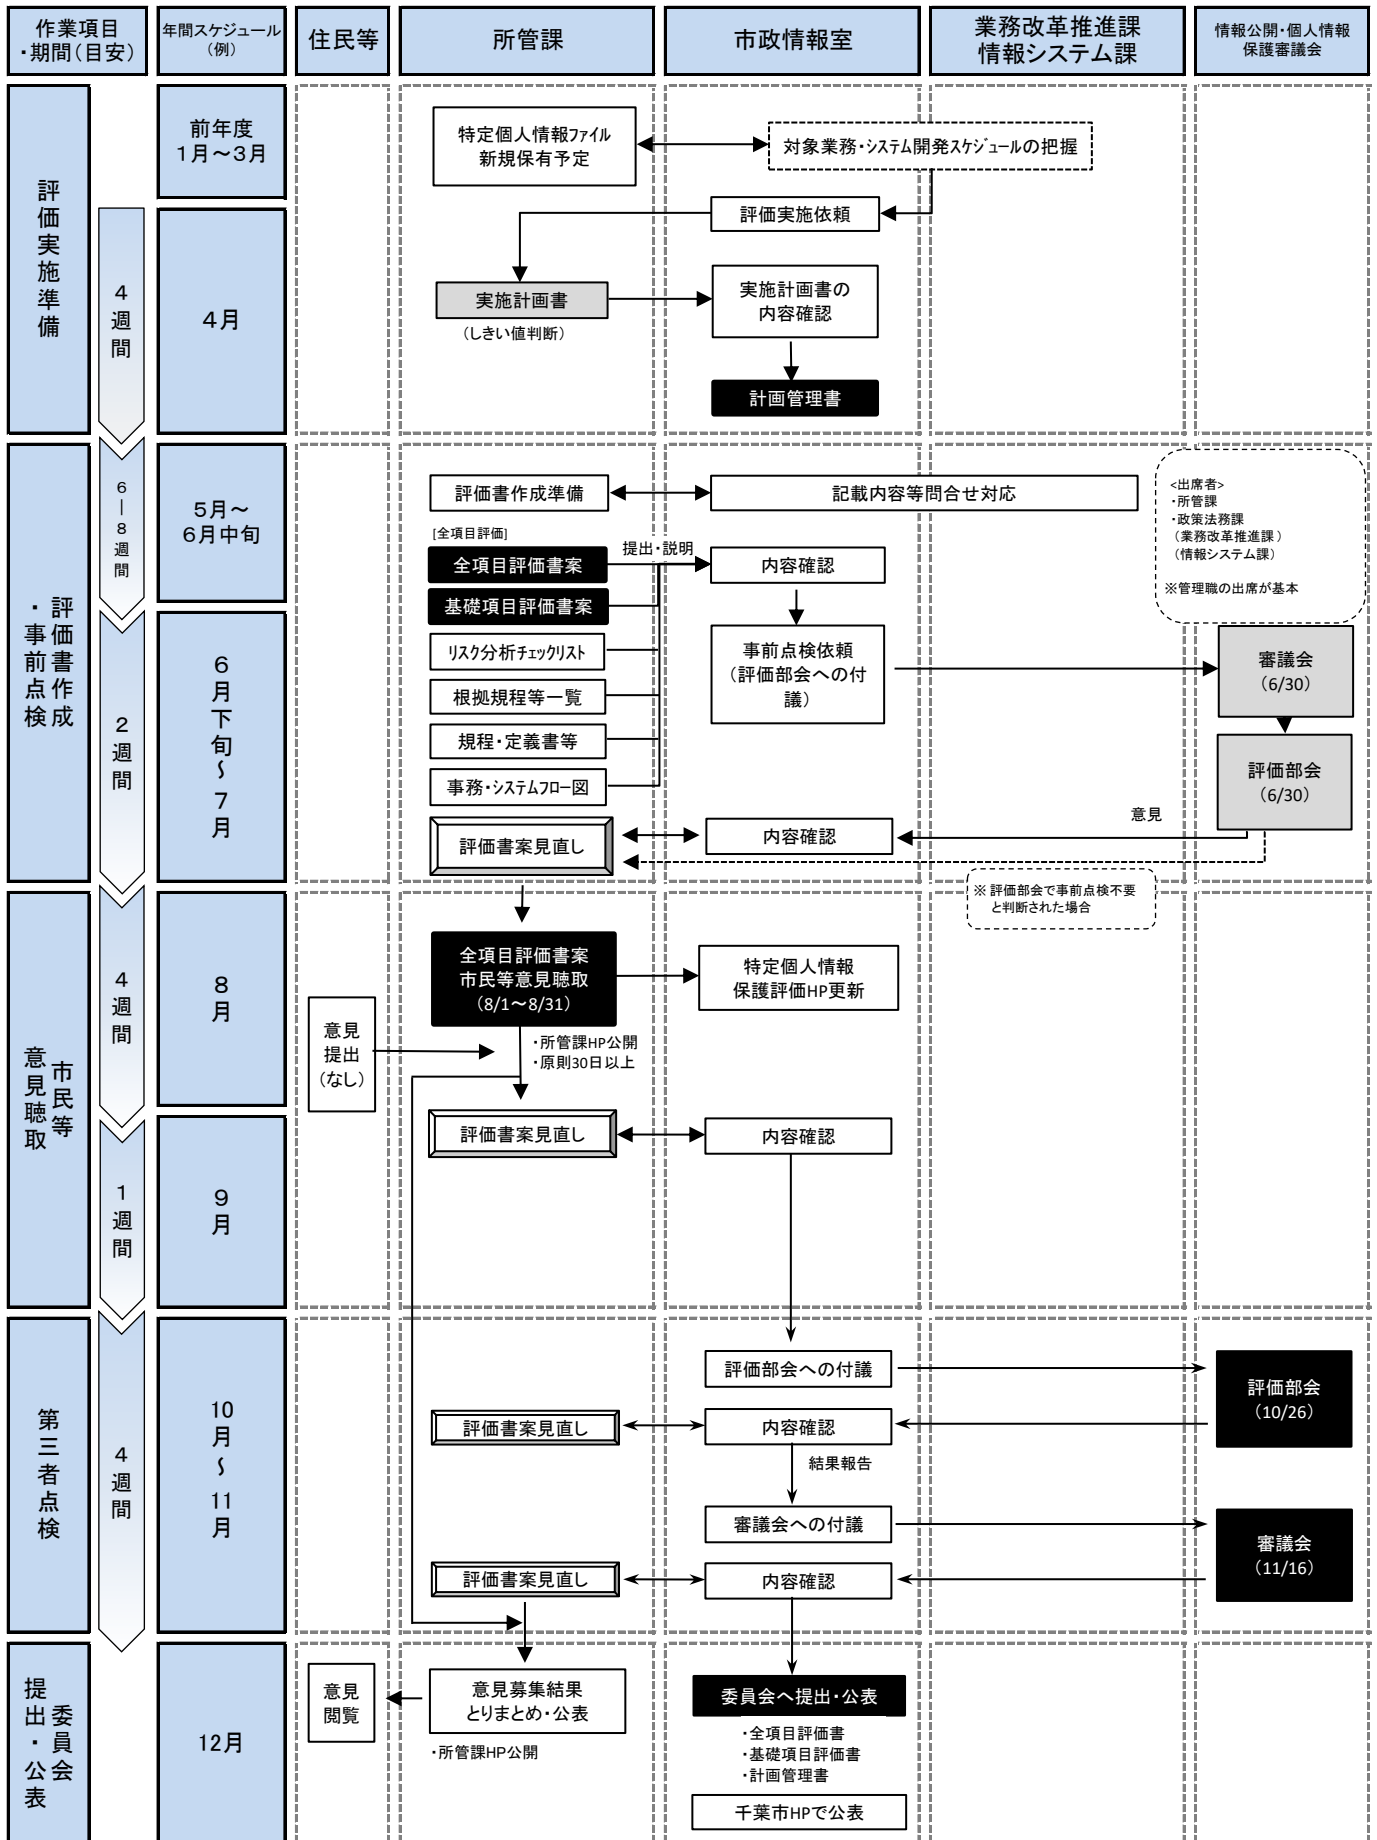 作業項目
・期間(目安)
年間スケジュール
(例)
住民等
所管課
市政情報室
業務改革推進課
情報システム課
情報公開・個人情報
保護審議会
評価実施準備
4週間
前年度
1月～3月
4月
特定個人情報ファイル
新規保有予定
対象業務・システム開発スケジュールの把握
評価実施依頼
実施計画書
(しきい値判断)
実施計画書の
内容確認
計画管理書
評価書作成
・事前点検
6―8週間
2週間
5月～
6月中旬
6月下旬～7月
評価書作成準備
記載内容等問合せ対応
[全項目評価]
全項目評価書案
提出・説明
内容確認
基礎項目評価書案
リスク分析チェックリスト
根拠規程等一覧
規程・定義書等
事務・システムフロー図
事前点検依頼
(評価部会への付
議)
<出席者>
・所管課
・政策法務課
(業務改革推進課)
(情報システム課)
※管理職の出席が基本
審議会
(6/30)
評価部会
(6/30)
意見
評価書案見直し
内容確認
※評価部会で事前点検不要
と判断された場合
市民等
意見聴取
4週間
1週間
8月
9月
全項目評価書案
市民等意見聴取
(8/1～8/31)
特定個人情報
保護評価HP更新
意見
提出
(なし)
・所管課HP公開
・原則30日以上
評価書案見直し
内容確認
第三者点検
4週間
10月～11月
評価部会への付議
評価部会
(10/26)
評価書案見直し
内容確認
結果報告
審議会への付議
審議会
(11/16)
評価書案見直し
内容確認
委員会
提出・公表
12月
意見
閲覧
意見募集結果
とりまとめ・公表
・所管課HP公開
委員会へ提出・公表
・全項目評価書
・基礎項目評価書
・計画管理書
千葉市HPで公表